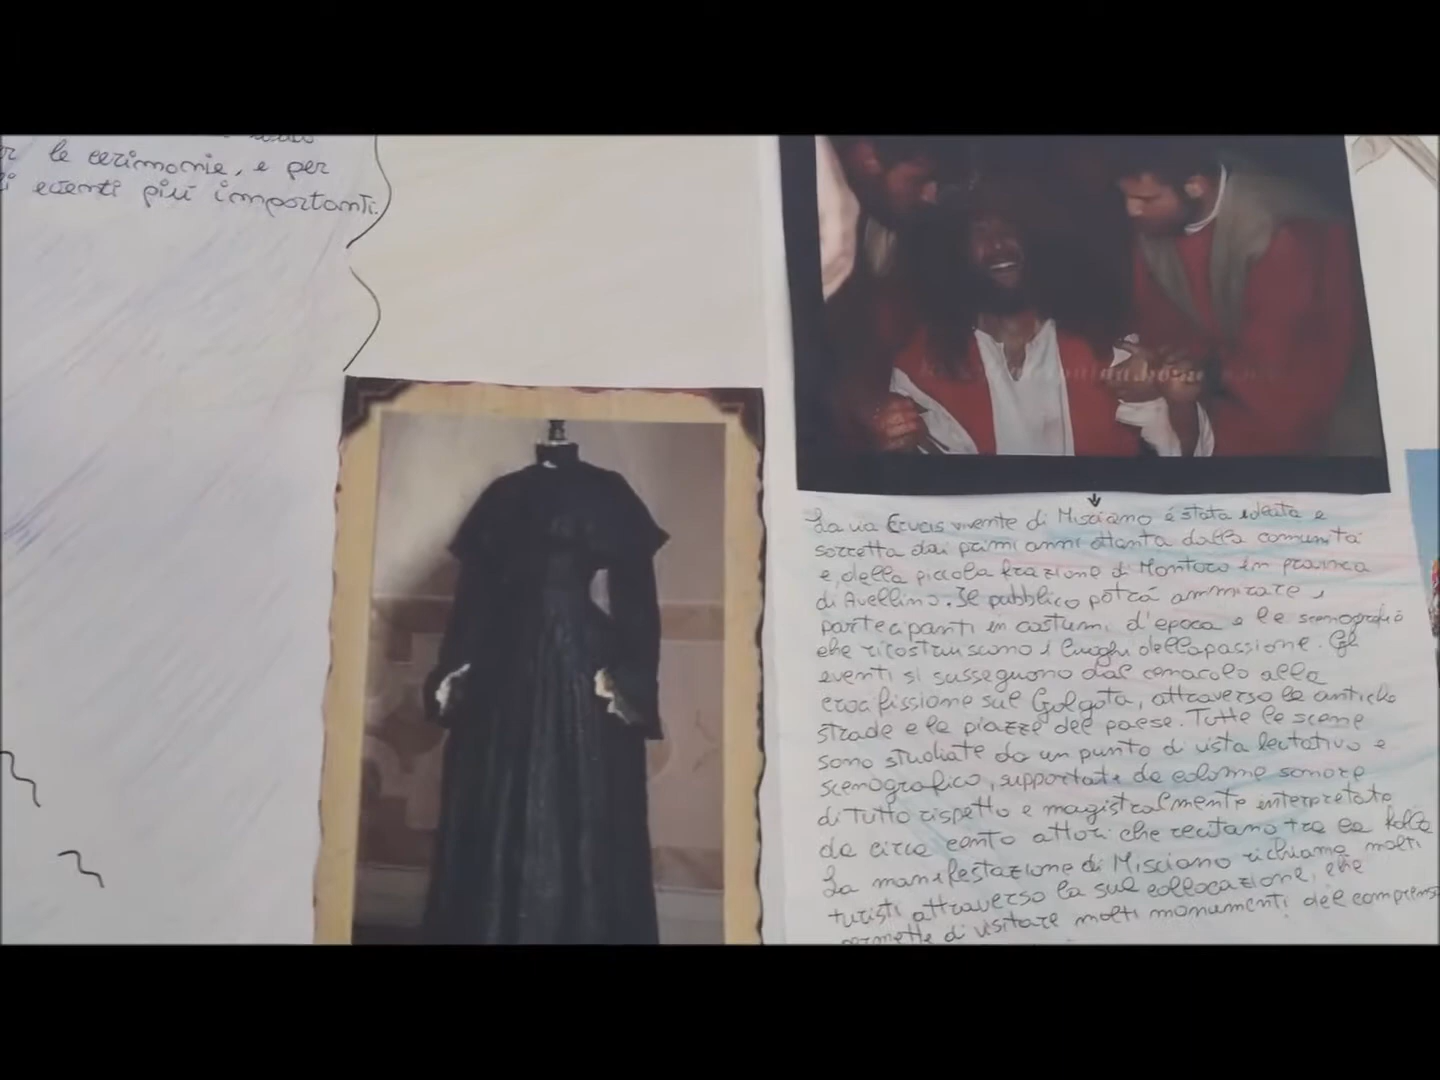 le cerimonie, e per
eventi più importanti.
La via Crucis vivente di Misciano é stata ideata e
sorretta dai primi anni ottanta dalla comunità
e, della piccola frazione di Montoro in provinca
di Avellino. Il pubblico potrá ammirare i
partecipanti in costumi d'epoca e le scenografie
che ricostruiscono i luoghi della passione. Gli
eventi si susseguono dal cenacolo alla
crocifissione sul Golgota, attraverso le antiche
strade e le piazze del paese. Tutte le scene
sono studiate da un punto di vista
scenografico, supportate da colonne sonore
di tutto rispetto e magistralmente interpretate
da circa cento attori che recitano tra la folla
La manifestazione di Misciano richiama molti
turisti attraverso la sua collocazione, che
permette di visitare molti monumenti del